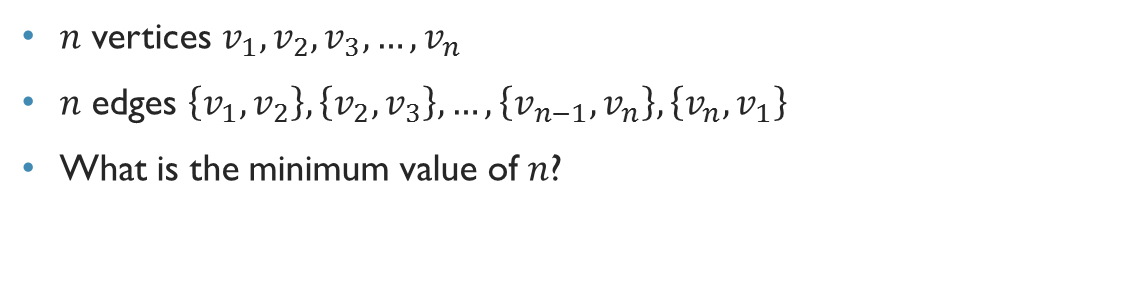 • n vertices v₁, v₂, v₃, ..., vₙ
• n edges {v₁, v₂}, {v₂, v₃}, ..., {vₙ₋₁, vₙ}, {vₙ, v₁}
• What is the minimum value of n?